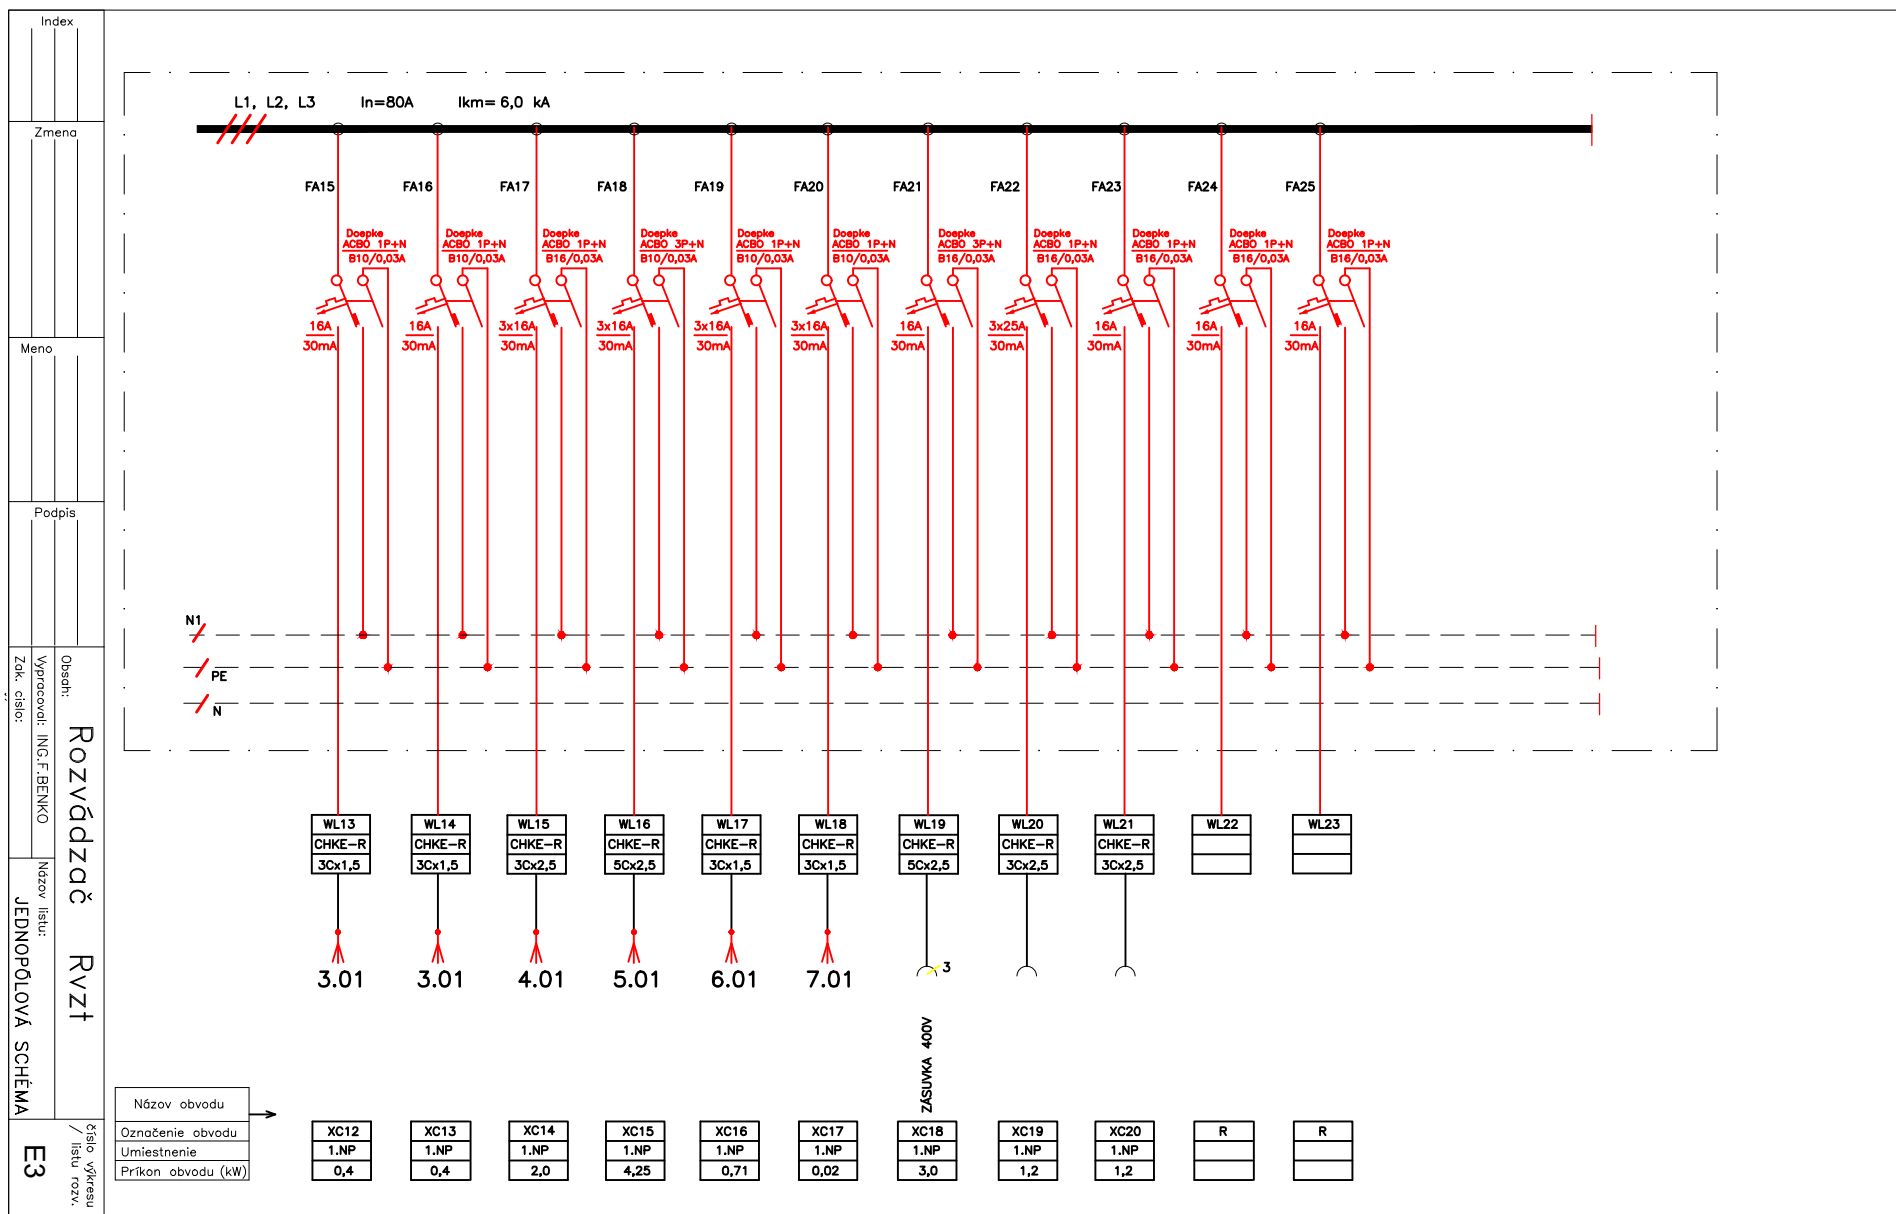 Index
Zmena
Meno
Podpis
Obsah:
Rozvádzač Rvzt
Vypracoval: ING.F.BENKO
Zak. cislo:
Názov listu:
JEDNOPÓLOVÁ SCHÉMA
číslo výkresu
/ listu rozv.
E3
L1, L2, L3 In=80A Ikm= 6,0 kA
FA15 FA16 FA17 FA18 FA19 FA20 FA21 FA22 FA23 FA24 FA25
Doepke Doepke Doepke Doepke Doepke Doepke Doepke Doepke Doepke Doepke Doepke
ACBO 1P+N ACBO 1P+N ACBO 1P+N ACBO 3P+N ACBO 1P+N ACBO 1P+N ACBO 3P+N ACBO 1P+N ACBO 1P+N ACBO 1P+N ACBO 1P+N
B10/0,03A B10/0,03A B16/0,03A B10/0,03A B10/0,03A B10/0,03A B16/0,03A B16/0,03A B16/0,03A B16/0,03A B16/0,03A
16A 16A 3x16A 3x16A 3x16A 3x16A 16A 3x25A 16A 16A 16A
30mA 30mA 30mA 30mA 30mA 30mA 30mA 30mA 30mA 30mA 30mA
N1
PE
N
WL13 WL14 WL15 WL16 WL17 WL18 WL19 WL20 WL21 WL22 WL23
CHKE-R CHKE-R CHKE-R CHKE-R CHKE-R CHKE-R CHKE-R CHKE-R CHKE-R
3Cx1,5 3Cx1,5 3Cx2,5 5Cx2,5 3Cx1,5 3Cx1,5 5Cx2,5 3Cx2,5 3Cx2,5
3.01 3.01 4.01 5.01 6.01 7.01 3
ZÁSUVKA 400V
Názov obvodu
Označenie obvodu XC12 XC13 XC14 XC15 XC16 XC17 XC18 XC19 XC20 R R
Umiestnenie 1.NP 1.NP 1.NP 1.NP 1.NP 1.NP 1.NP 1.NP 1.NP
Príkon obvodu (kW) 0,4 0,4 2,0 4,25 0,71 0,02 3,0 1,2 1,2